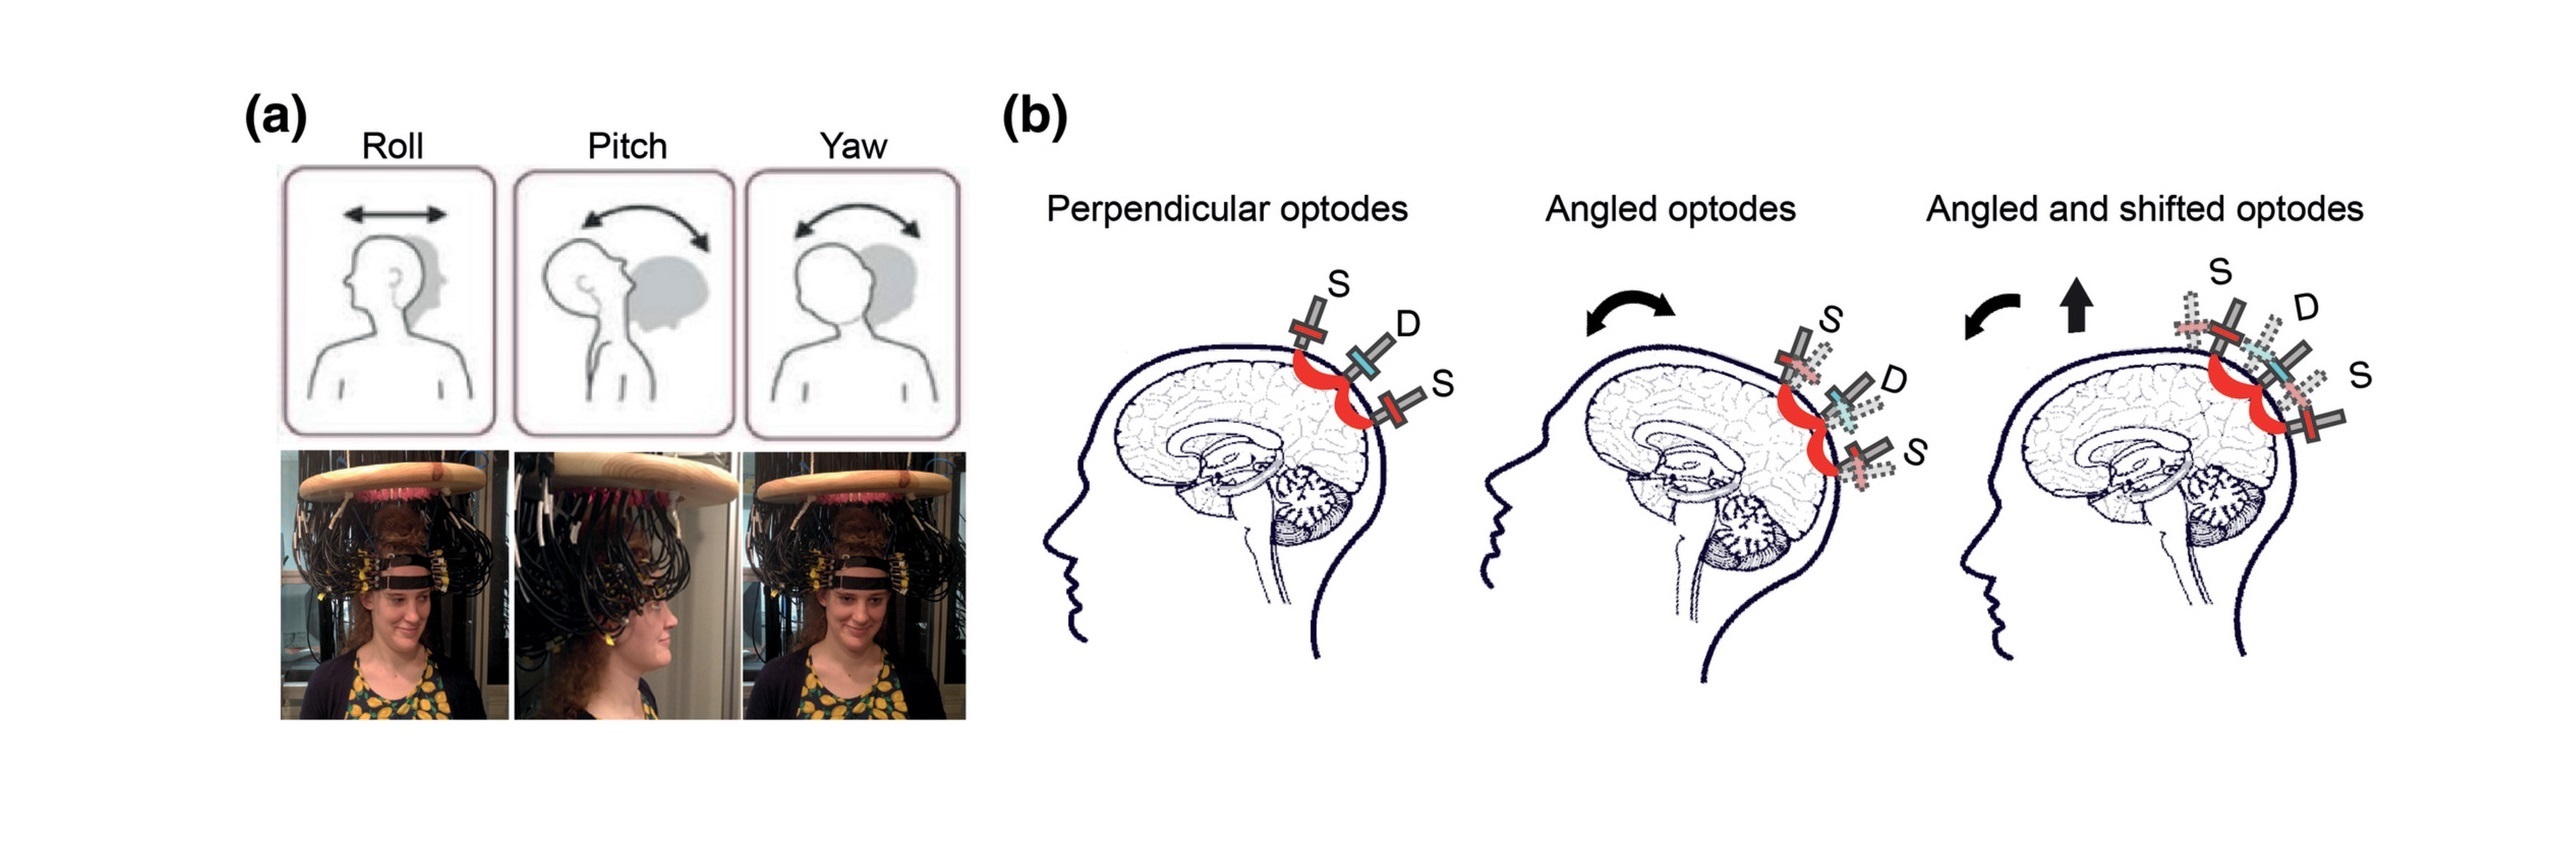 (a)
Roll
Pitch
Yaw
(b)
Perpendicular optodes
S
D
S
Angled optodes
S
D
S
Angled and shifted optodes
S
D
S